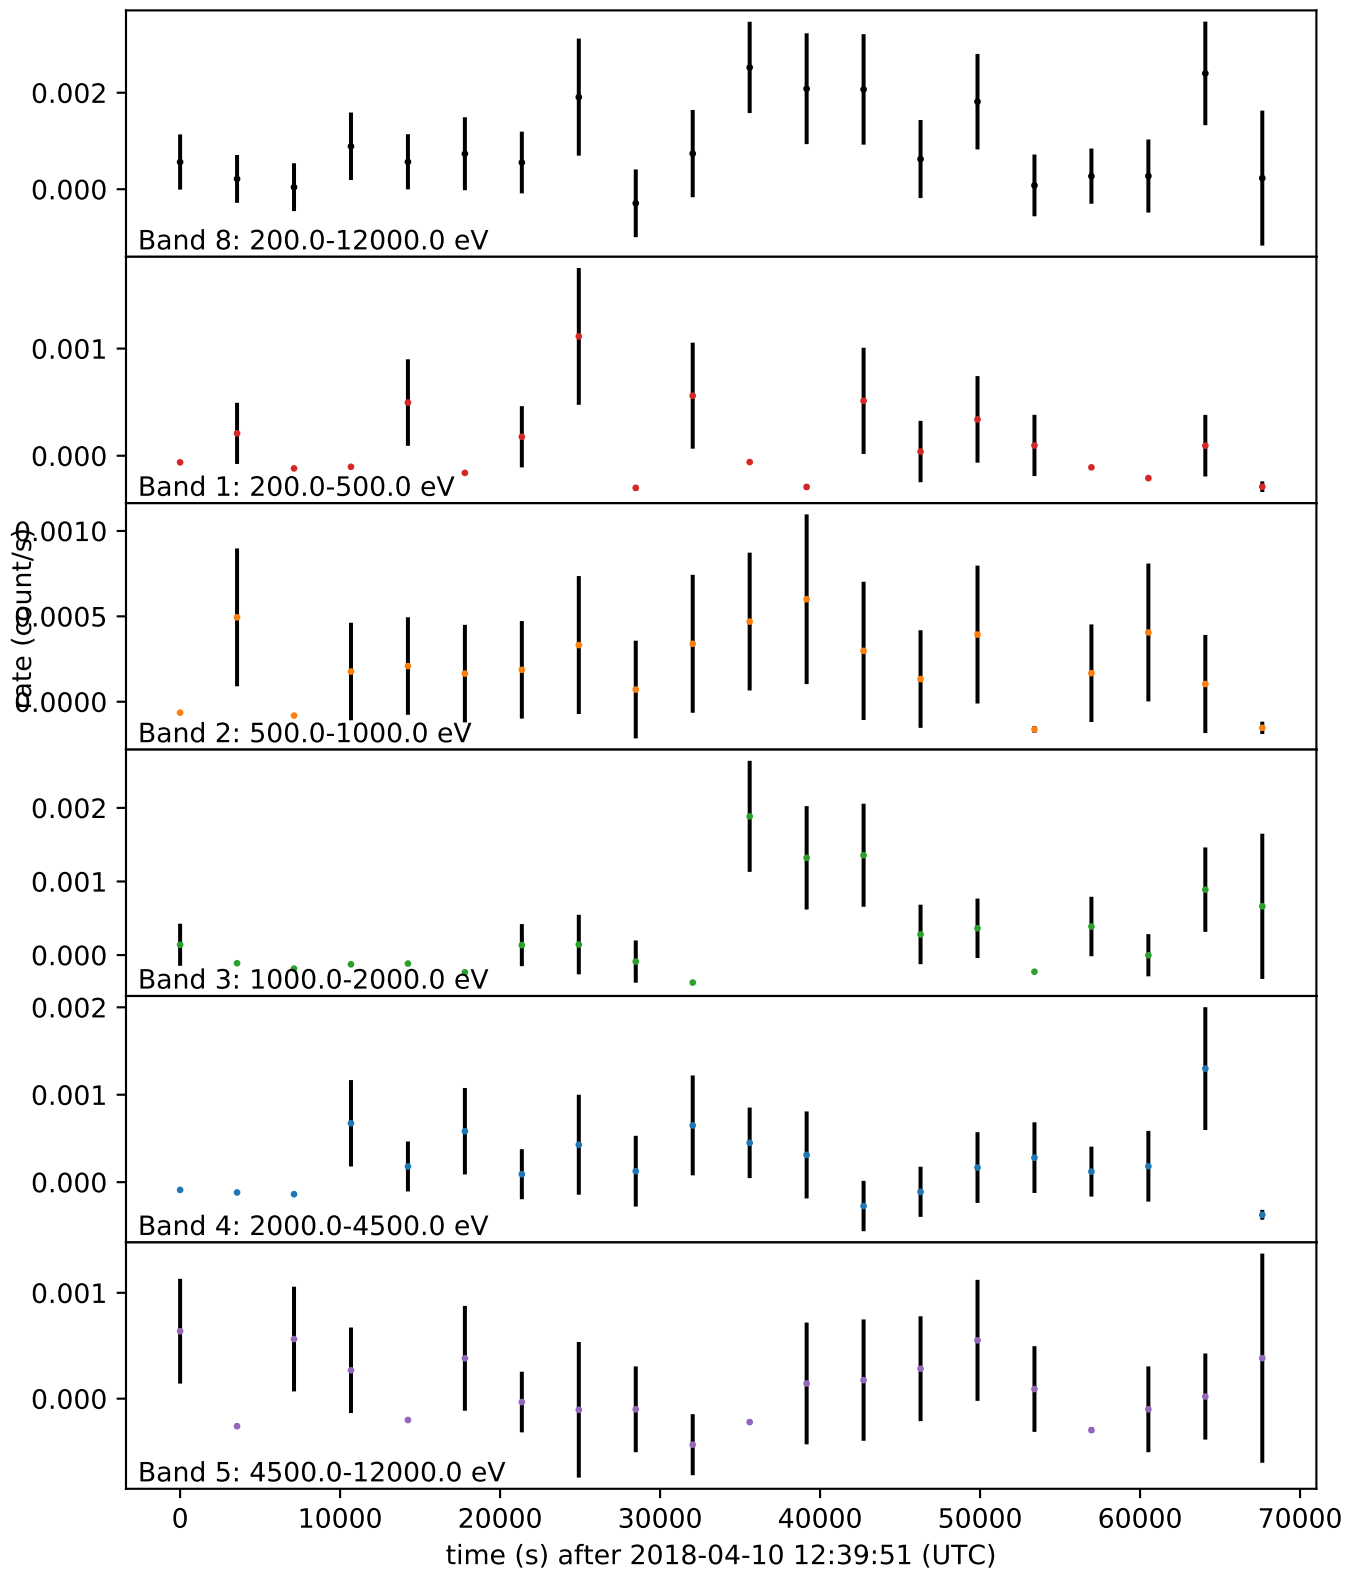 0.002
0.000
Band 8: 200.0-12000.0 eV
0.001
0.000
Band 1: 200.0-500.0 eV
rate (count/s)
0.0010
0.0005
0.0000
Band 2: 500.0-1000.0 eV
0.002
0.001
0.000
Band 3: 1000.0-2000.0 eV
0.002
0.001
0.000
Band 4: 2000.0-4500.0 eV
0.001
0.000
Band 5: 4500.0-12000.0 eV
0 10000 20000 30000 40000 50000 60000 70000
time (s) after 2018-04-10 12:39:51 (UTC)